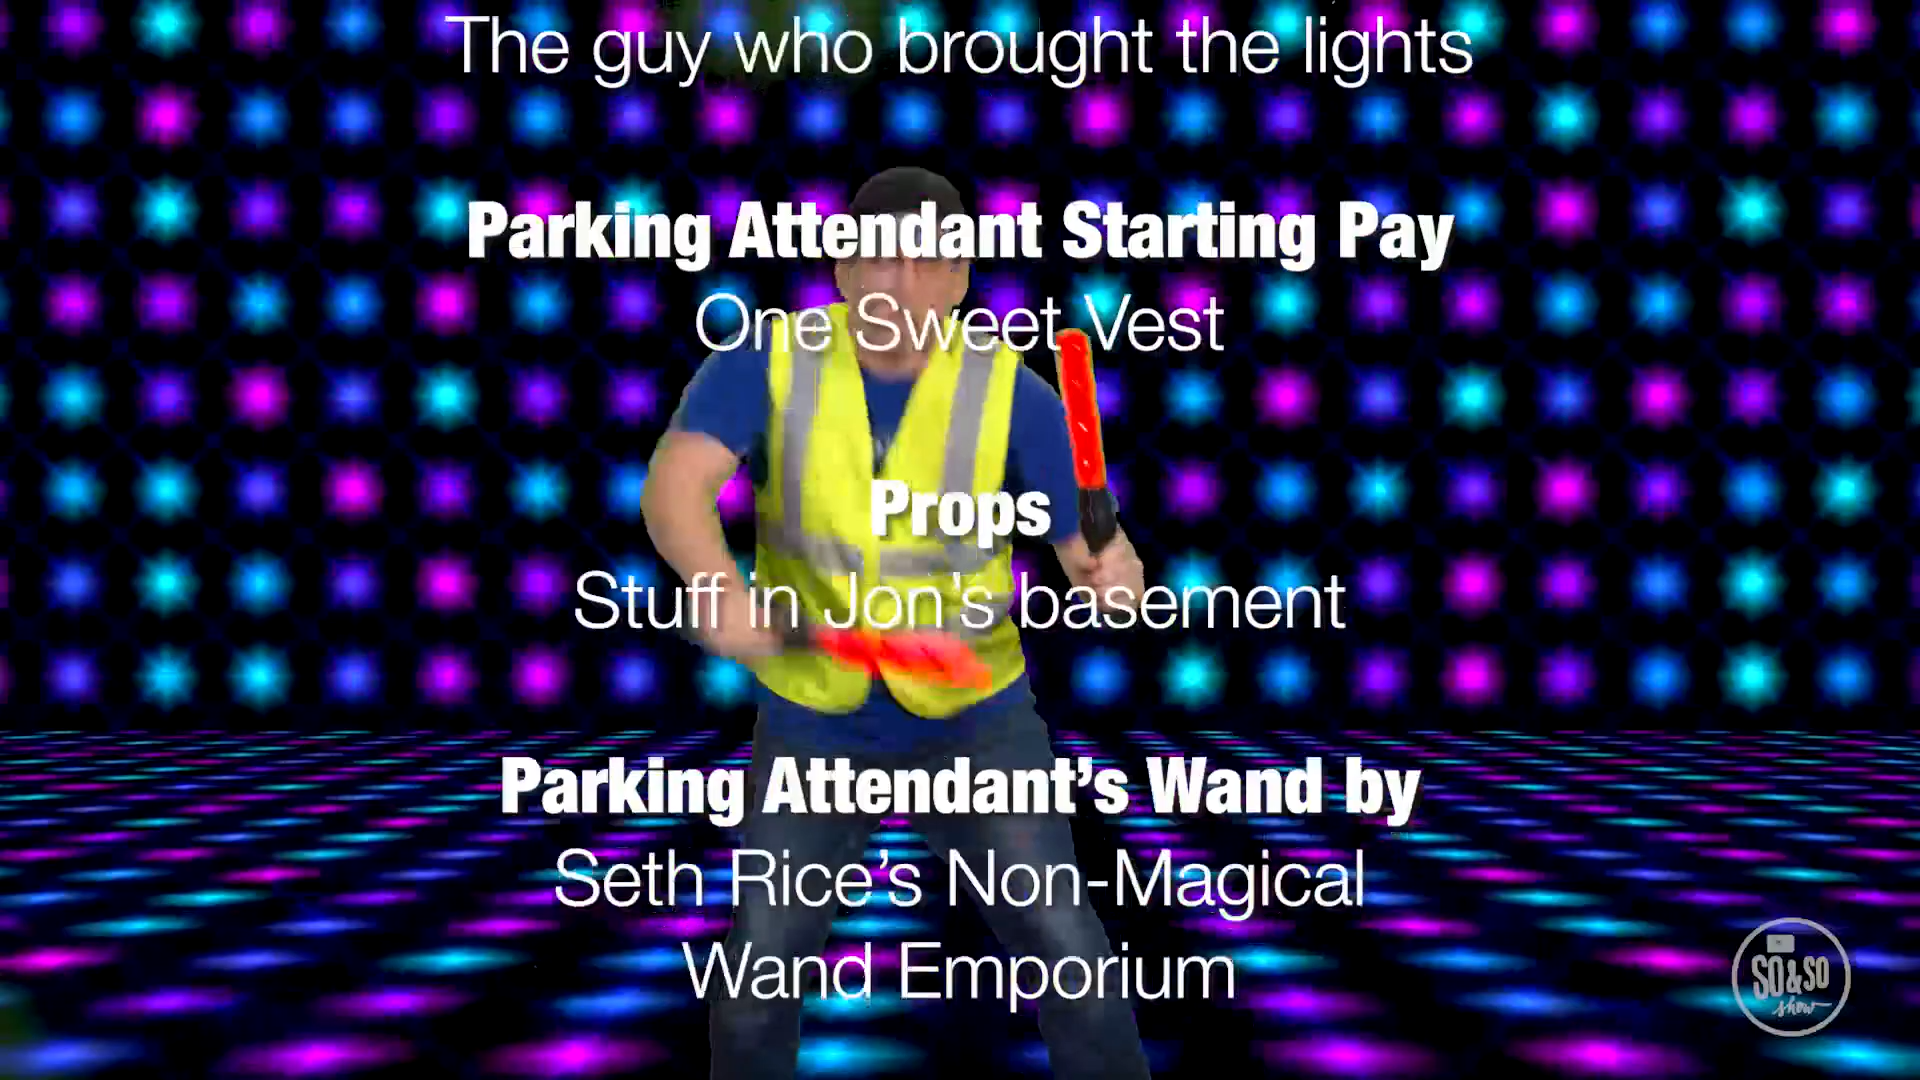 The guy who brought the lights
Parking Attendant Starting Pay
One Sweet Vest
Props
Stuff in Jon's basement
Parking Attendant's Wand by
Seth Rice's Non-Magical
Wand Emporium
SO & SO
show